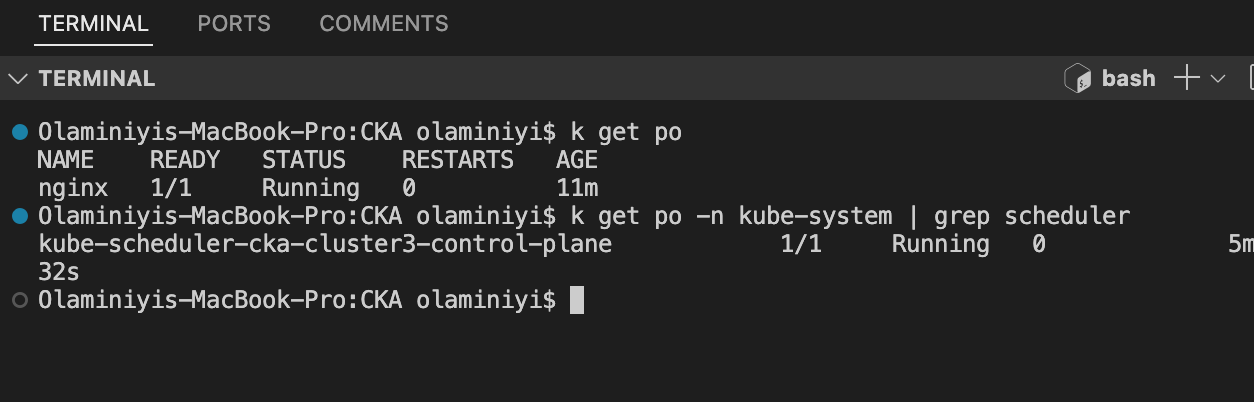 TERMINAL PORTS COMMENTS
TERMINAL bash
Olaminiyis-MacBook-Pro:CKA olaminiyi$ k get po
NAME READY STATUS RESTARTS AGE
nginx 1/1 Running 0 11m
Olaminiyis-MacBook-Pro:CKA olaminiyi$ k get po -n kube-system | grep scheduler
kube-scheduler-cka-cluster3-control-plane 1/1 Running 0 5m
32s
Olaminiyis-MacBook-Pro:CKA olaminiyi$